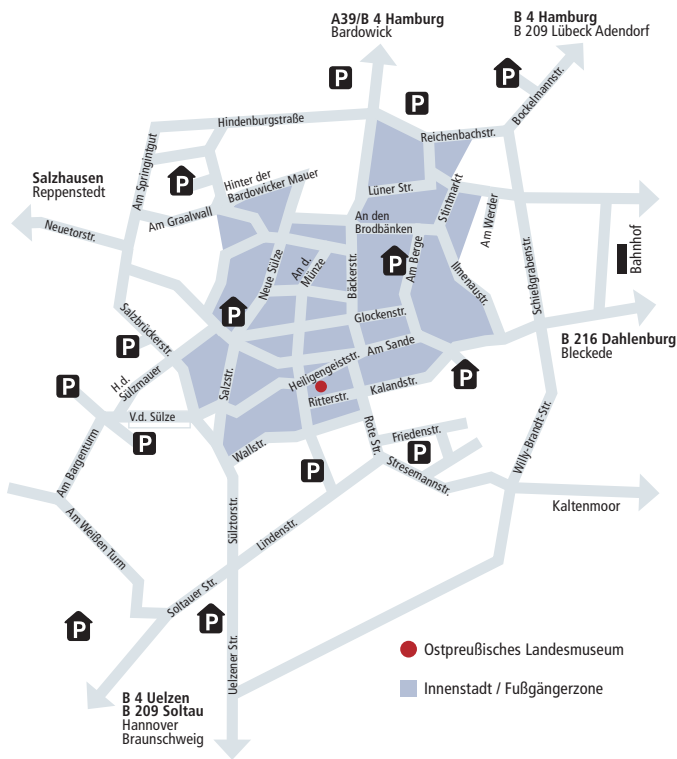 A39/B 4 Hamburg
Bardowick
B 4 Hamburg
B 209 Lübeck Adendorf
P
P
P
Bockelmannstr.
Hindenburgstraße
Reichenbachstr.
Am Springintgut
Salzhausen
Reppenstedt
P
Hinter der
Bardowicker Mauer
Lüner Str.
Stintmarkt
Am Werder
Am Graalwall
An den
Brodbänken
Neuetorstr.
Neue Sülze
An d.
Münze
Bäckerstr.
P
Am Berge
Ilmenaustr.
Schießgrabenstr.
Bahnhof
P
Glockenstr.
Salzbrückerstr.
P
Am Sande
B 216 Dahlenburg
Bleckede
H.d.
Sülzmauer
P
Salzstr.
Heiligengeiststr.
Ritterstr.
Kalandstr.
P
V.d. Sülze
P
Wallstr.
Rote Str.
Friedenstr.
P
P
Stresemannstr.
Willy-Brandt-Str.
Am Bargenturm
Kaltenmoor
Am Weißen Turm
Sülztorstr.
Lindenstr.
Soltauer Str.
P
P
Uelzener Str.
Ostpreußisches Landesmuseum
Innenstadt / Fußgängerzone
B 4 Uelzen
B 209 Soltau
Hannover
Braunschweig